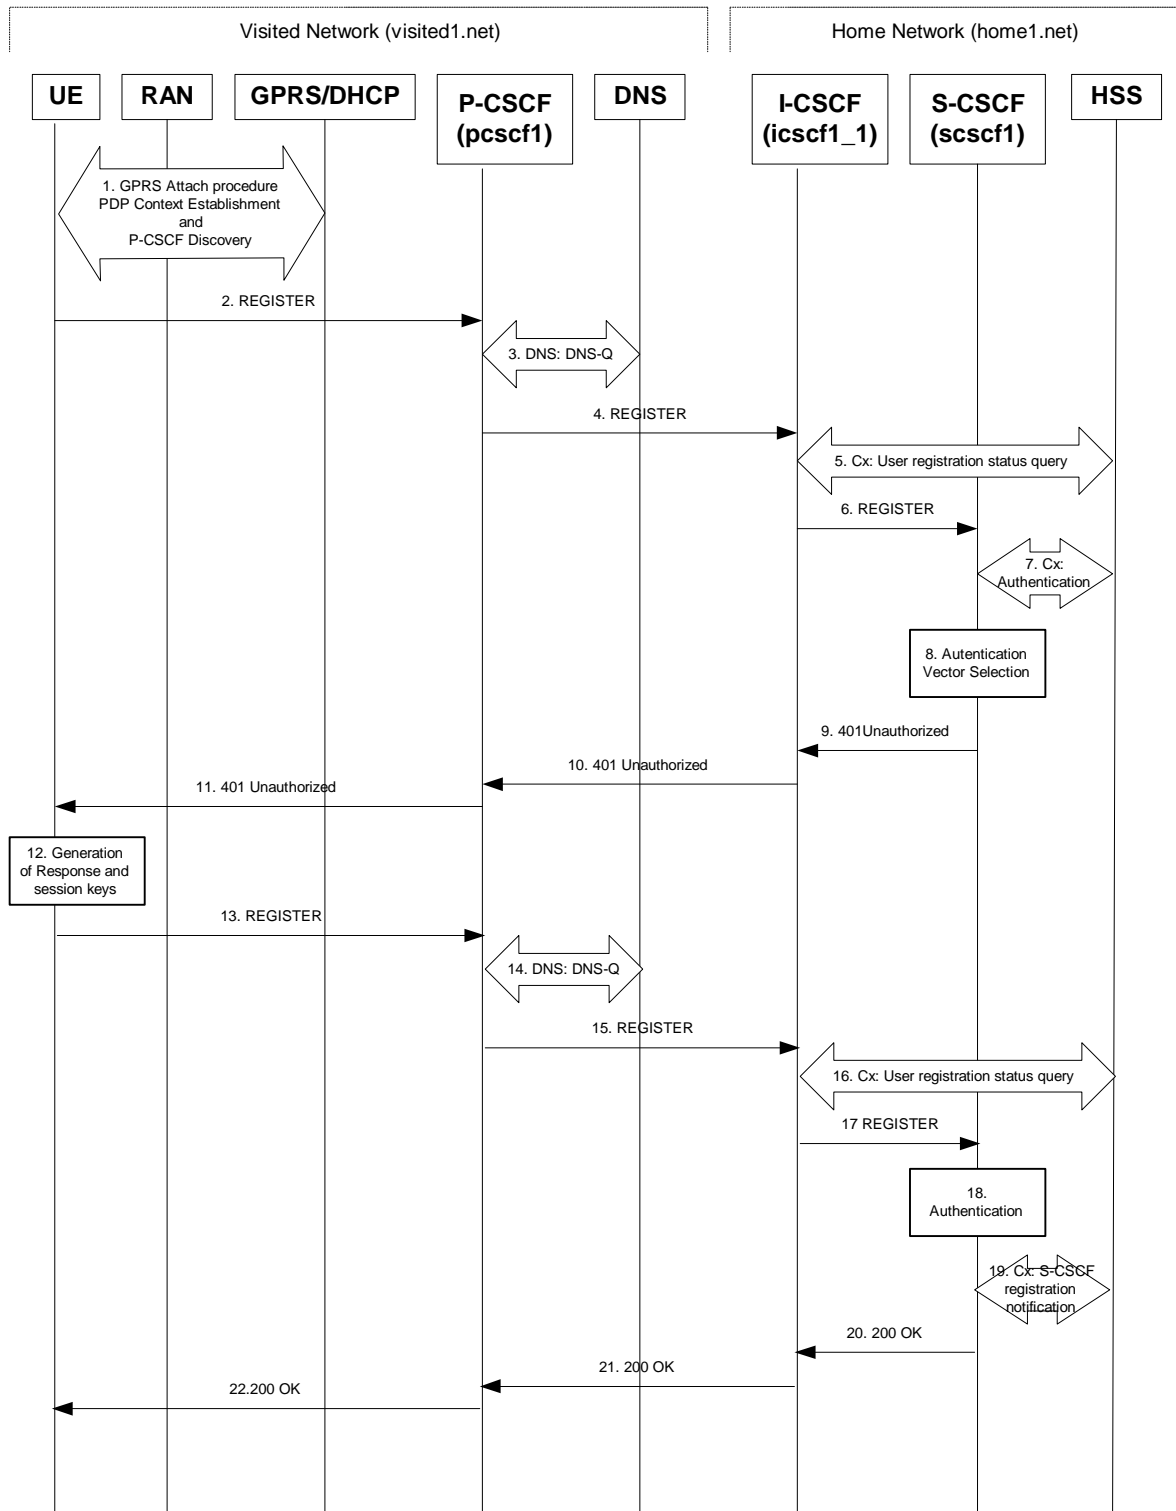 Visited Network (visited1.net)
Home Network (home1.net)
UE
RAN
GPRS/DHCP
P-CSCF
(pcscf1)
DNS
I-CSCF
(icscf1_1)
S-CSCF
(scscf1)
HSS
1. GPRS Attach procedure
PDP Context Establishment
and
P-CSCF Discovery
2. REGISTER
3. DNS: DNS-Q
4. REGISTER
5. Cx: User registration status query
6. REGISTER
7. Cx:
Authentication
8. Autentication
Vector Selection
9. 401Unauthorized
10. 401 Unauthorized
11. 401 Unauthorized
12. Generation
of Response and
session keys
13. REGISTER
14. DNS: DNS-Q
15. REGISTER
16. Cx: User registration status query
17 REGISTER
18.
Authentication
19. Cx: S-CSCF
registration
notification
20. 200 OK
21. 200 OK
22.200 OK